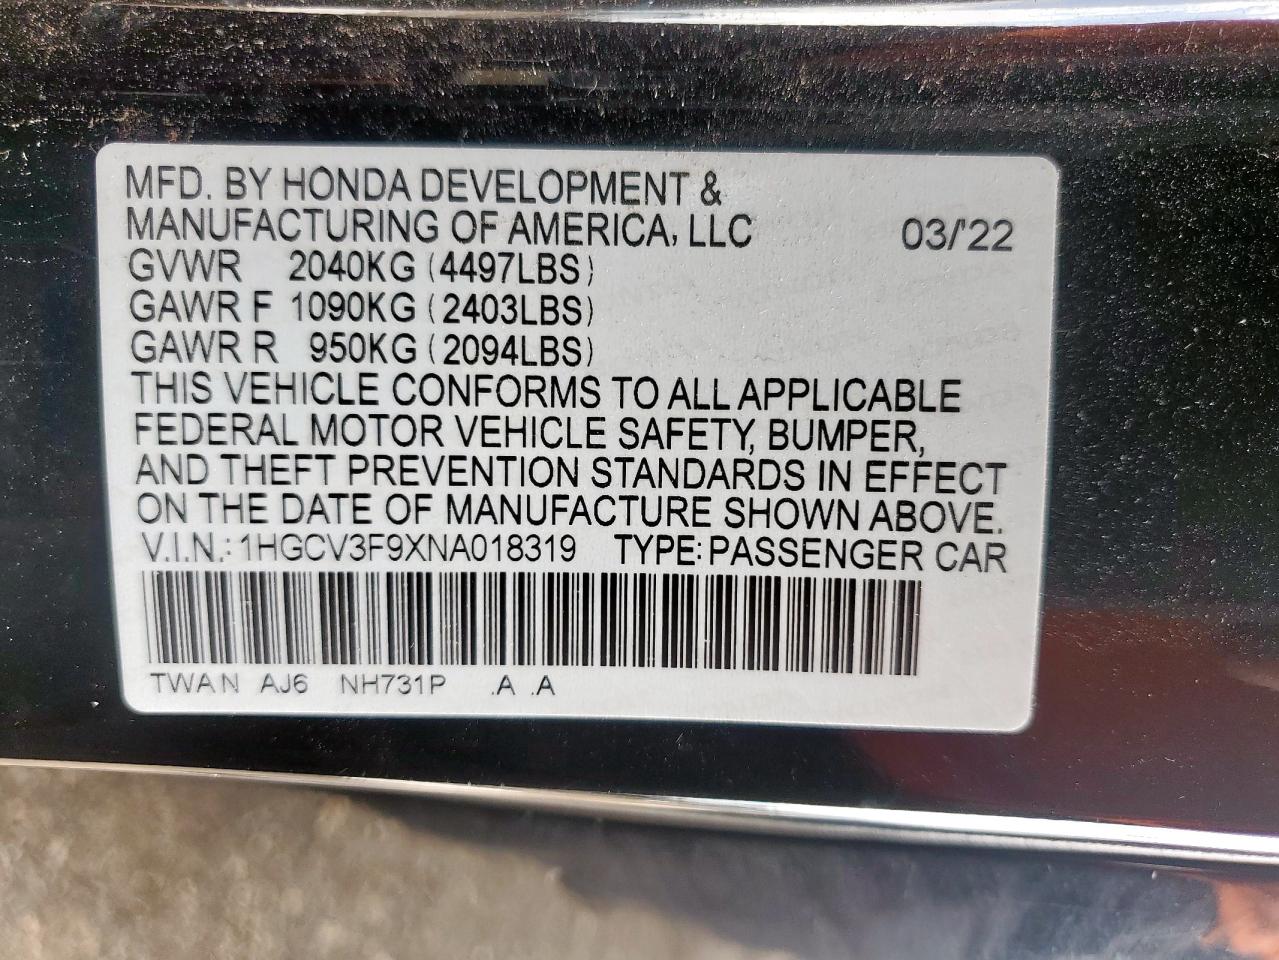 MFD. BY HONDA DEVELOPMENT &
MANUFACTURING OF AMERICA, LLC 03/'22
GVWR 2040KG (4497LBS)
GAWR F 1090KG (2403LBS)
GAWR R 950KG (2094LBS)
THIS VEHICLE CONFORMS TO ALL APPLICABLE
FEDERAL MOTOR VEHICLE SAFETY, BUMPER,
AND THEFT PREVENTION STANDARDS IN EFFECT
ON THE DATE OF MANUFACTURE SHOWN ABOVE.
V.I.N.: 1HGCV3F9XNA018319 TYPE: PASSENGER CAR
TWAN AJ6 NH731P .A .A